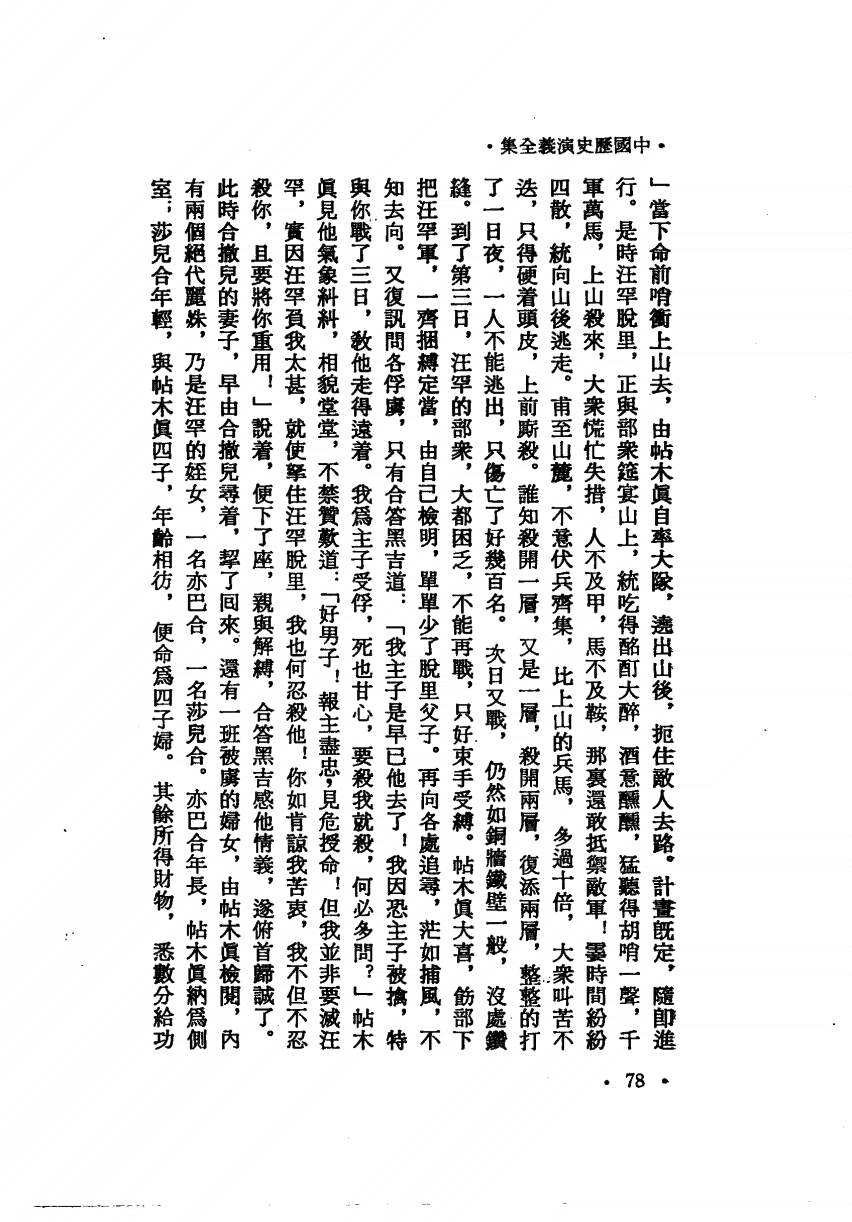 •中國歷史演義全集•
」當下命前哨衝上山去，由帖木眞自率大隊，遶出山後，扼住敵人去路。計畫旣定，隨卽進
行。是時汪罕脫里，正與部衆筵宴山上，統吃得酩酊大醉，酒意醺醺，猛聽得胡哨一聲，千
軍萬馬，上山殺來，大衆慌忙失措，人不及甲，馬不及鞍，那裏還敢抵禦敵軍！霎時間紛紛
四散，統向山後逃走。甫至山麓，不意伏兵齊集，比上山的兵馬，多過十倍，大衆叫苦不
迭，只得硬着頭皮，上前廝殺。誰知殺開一層，又是一層，殺開兩層，復添兩層，整整的打
了一日夜，一人不能逃出，只傷亡了好幾百名。次日又戰，仍然如銅牆鐵壁一般，沒處鑽
縫。到了第三日，汪罕的部衆，大都困乏，不能再戰，只好束手受縛。帖木眞大喜，飭部下
把汪罕軍，一齊捆縛定當，由自己檢明，單單少了脫里父子。再向各處追尋，茫如捕風，不
知去向。又復訊問各俘虜，只有合答黑吉道：「我主子是早已他去了！我因恐主子被擒，特
與你戰了三日，敎他走得遠着。我爲主子受俘，死也甘心，要殺我就殺，何必多問？」帖木
眞見他氣象糾糾，相貌堂堂，不禁贊歎道：「好男子！報主盡忠，見危授命！但我並非要滅汪
罕，實因汪罕負我太甚，就使拏住汪罕脫里，我也何忍殺他！你如肯諒我苦衷，我不但不忍
殺你，且要將你重用！」說着，便下了座，親與解縛，合答黑吉感他情義，遂俯首歸誠了。
此時合撒兒的妻子，早由合撒兒尋着，挈了囘來。還有一班被虜的婦女，由帖木眞檢閱，內
有兩個絕代麗姝，乃是汪罕的姪女，一名亦巴合，一名莎兒合。亦巴合年長，帖木眞納爲側
室；莎兒合年輕，與帖木眞四子，年齡相彷，便命爲四子婦。其餘所得財物，悉數分給功
•78•